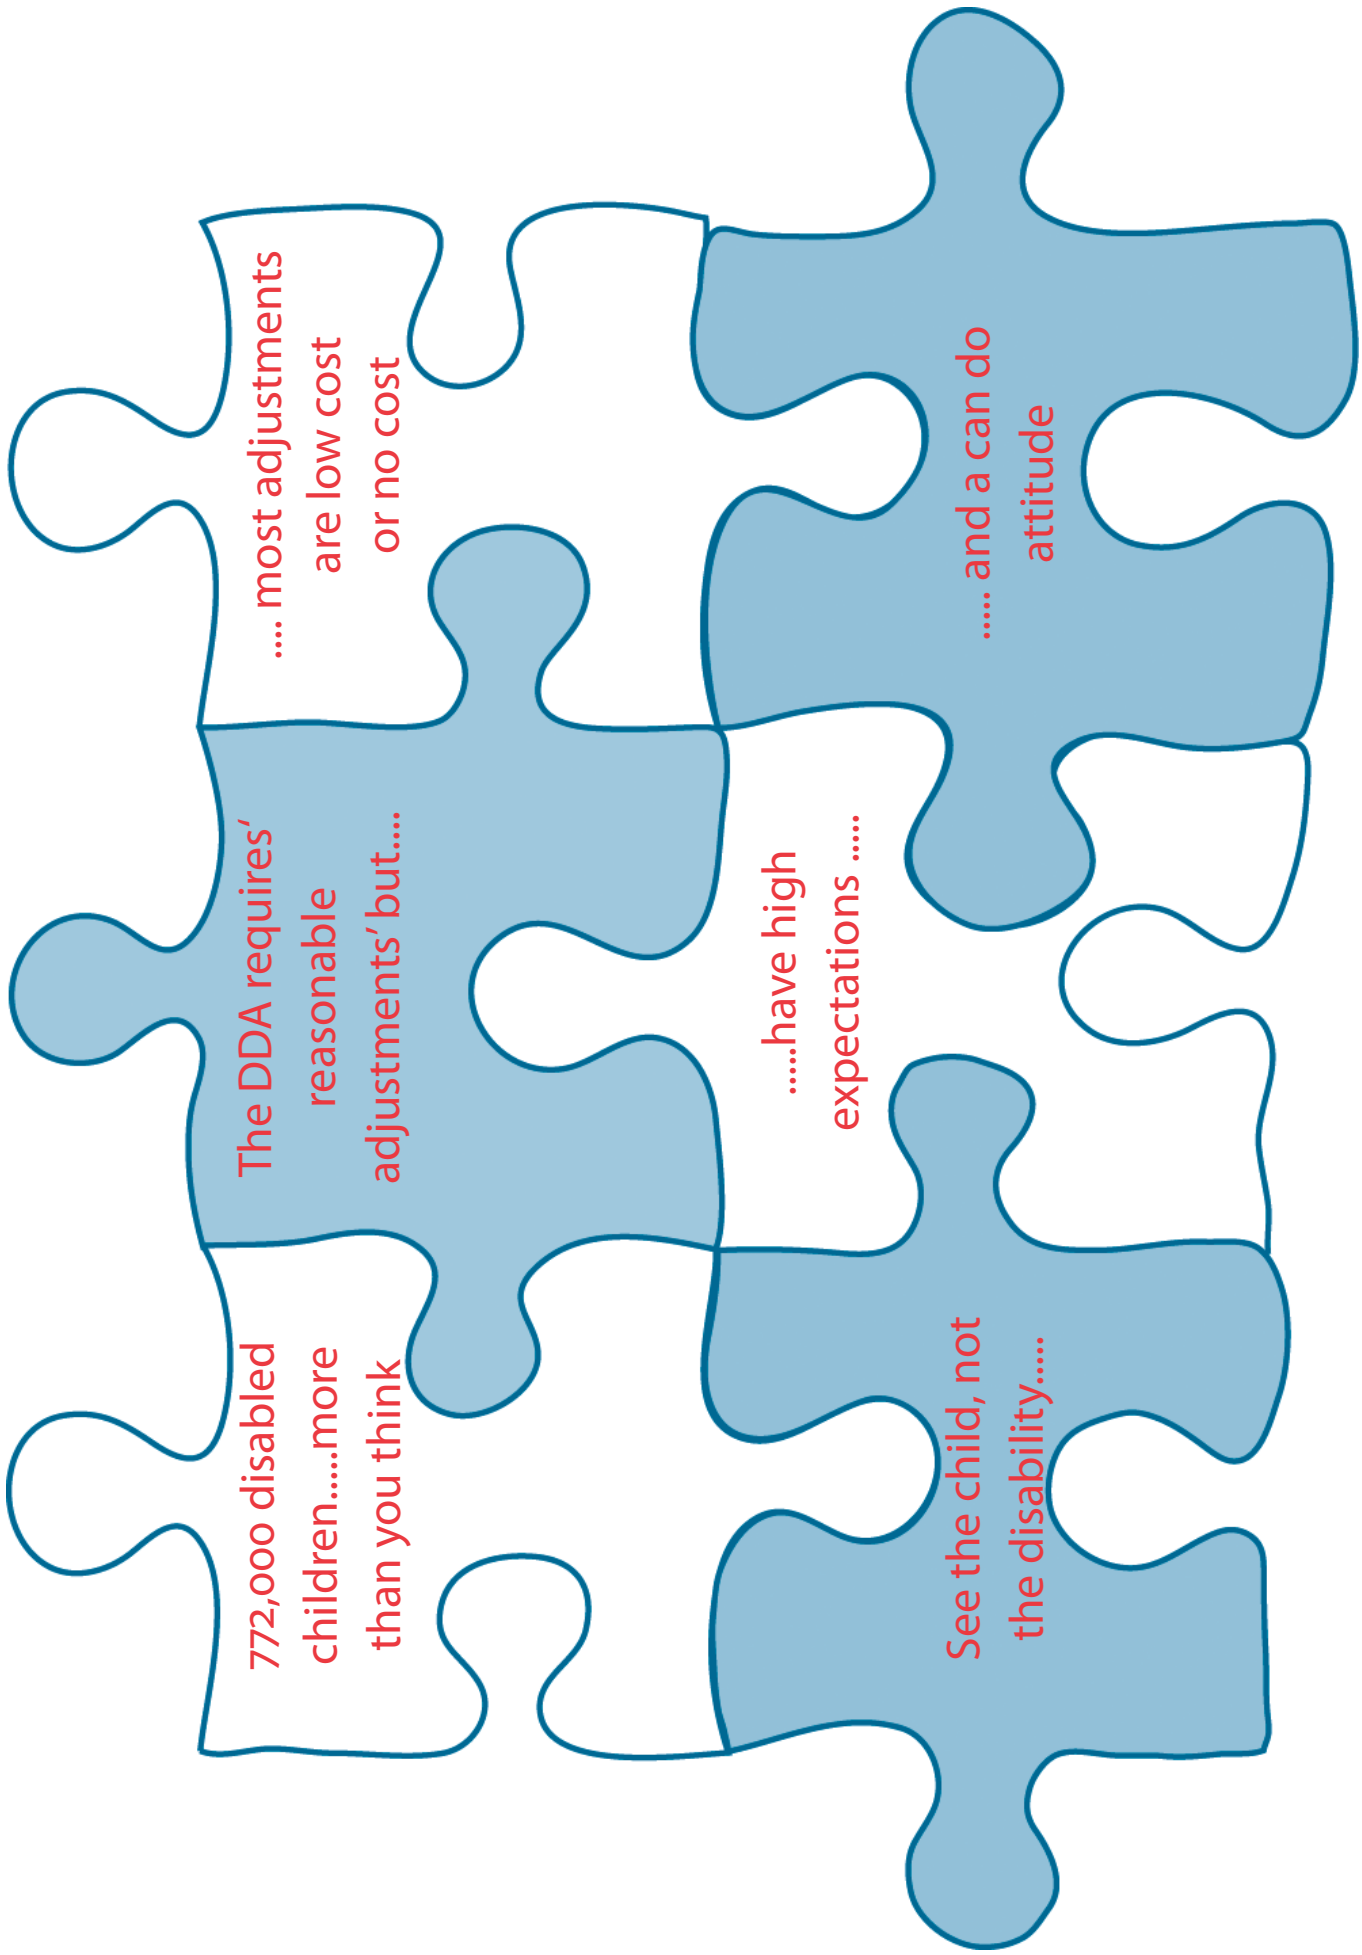 772,000 disabled
children.....more
than you think
The DDA requires‘
reasonable
adjustments’ but.....
.... most adjustments
are low cost
or no cost
See the child, not
the disability.....
......have high
expectations ......
...... and a can do
attitude